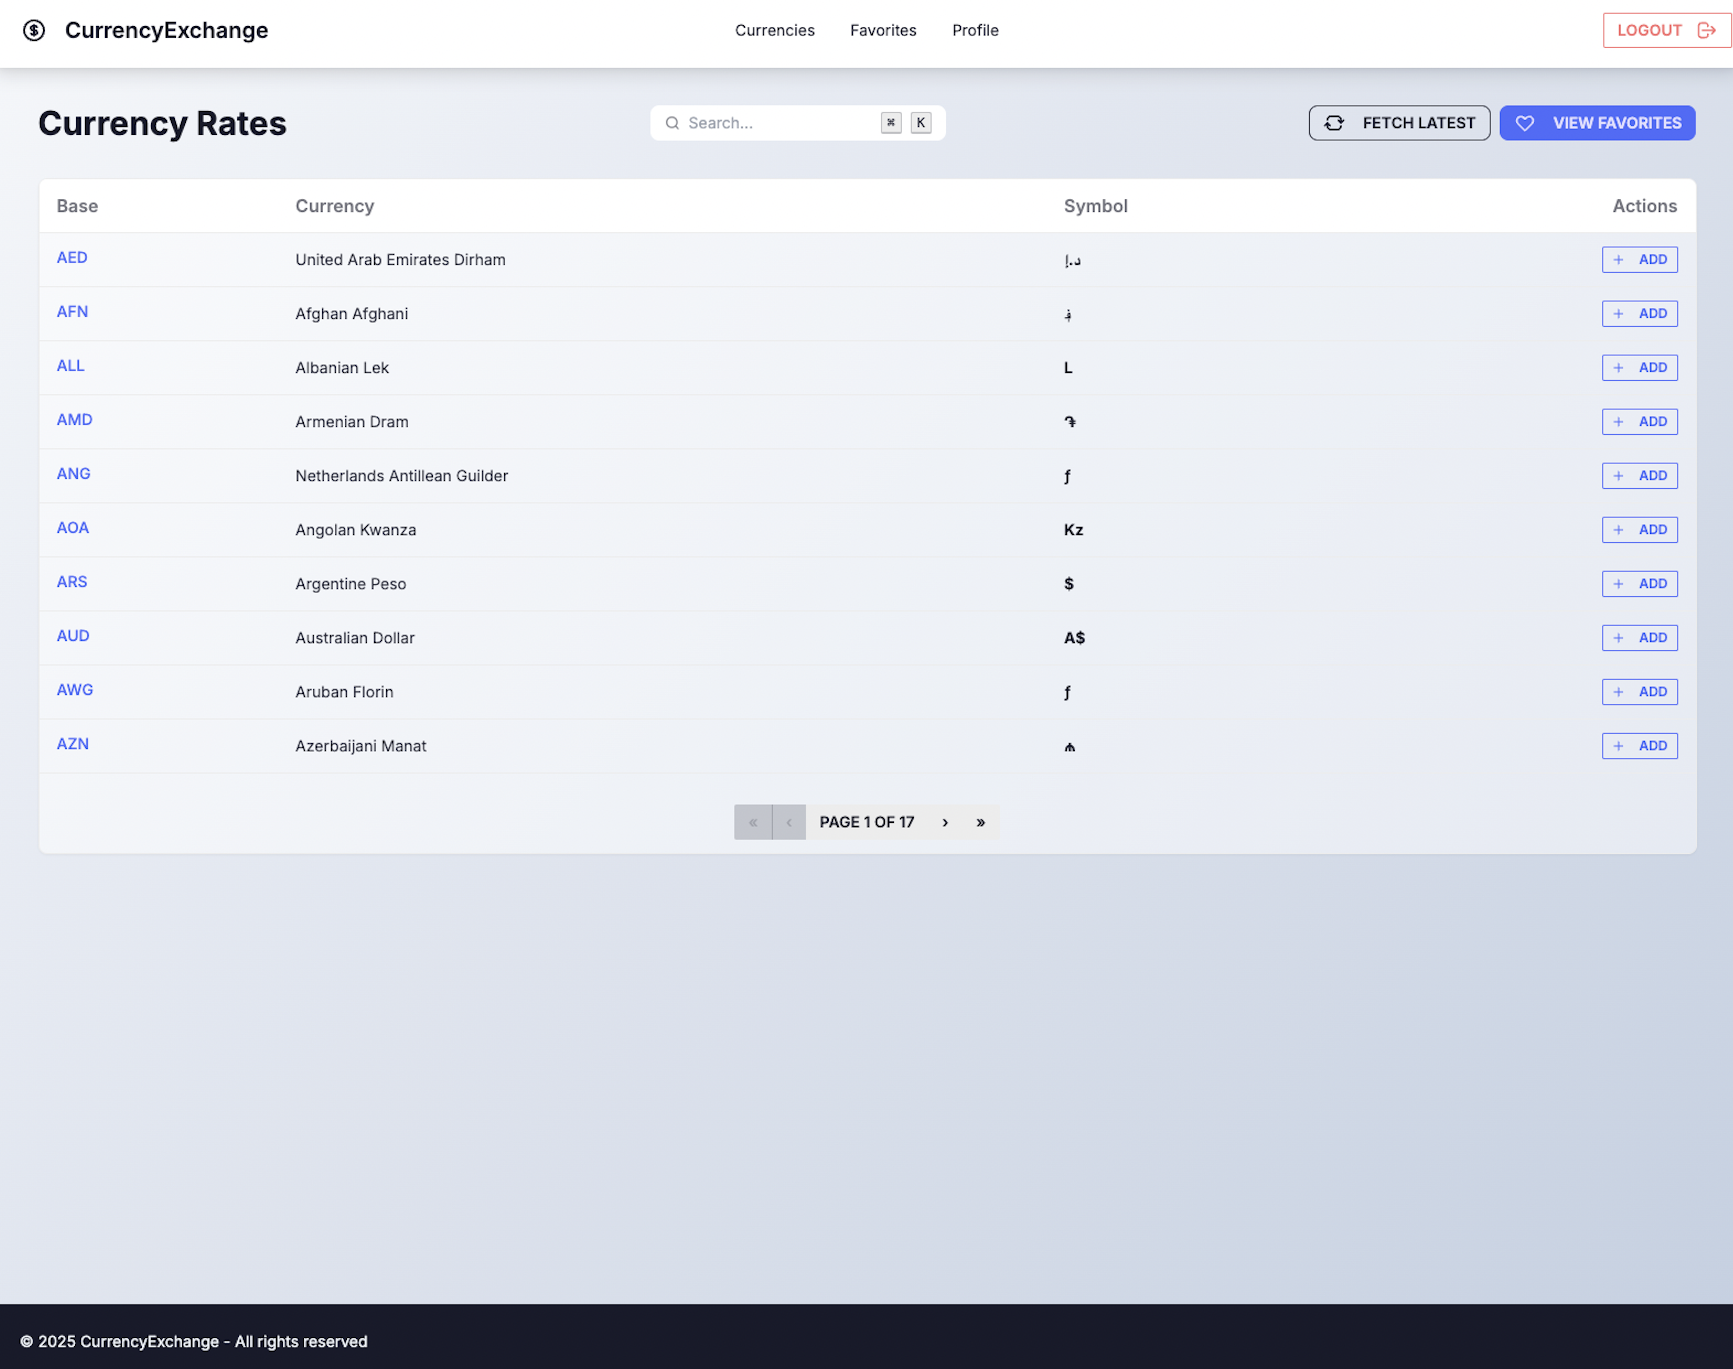 CurrencyExchange
Currencies Favorites Profile
LOGOUT
Currency Rates
Search... ⌘ K
FETCH LATEST
VIEW FAVORITES
Base Currency Symbol Actions
AED United Arab Emirates Dirham د.إ + ADD
AFN Afghan Afghani ؋ + ADD
ALL Albanian Lek L + ADD
AMD Armenian Dram ֏ + ADD
ANG Netherlands Antillean Guilder ƒ + ADD
AOA Angolan Kwanza Kz + ADD
ARS Argentine Peso $ + ADD
AUD Australian Dollar A$ + ADD
AWG Aruban Florin ƒ + ADD
AZN Azerbaijani Manat ₼ + ADD
« ‹ PAGE 1 OF 17 › »
© 2025 CurrencyExchange - All rights reserved